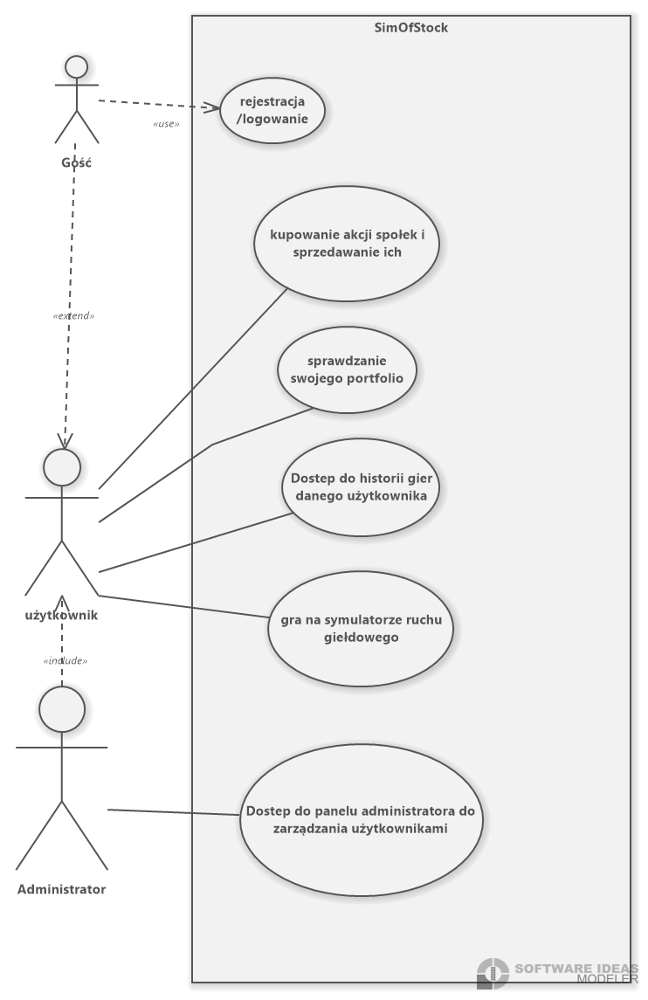 SimOfStock
rejestracja
/logowanie
«use»
Gość
kupowanie akcji społek i
sprzedawanie ich
«extend»
sprawdzanie
swojego portfolio
Dostep do historii gier
danego użytkownika
użytkownik
gra na symulatorze ruchu
giełdowego
«include»
Dostep do panelu administratora do
zarządzania użytkownikami
Administrator
SOFTWARE IDEAS
MODELER